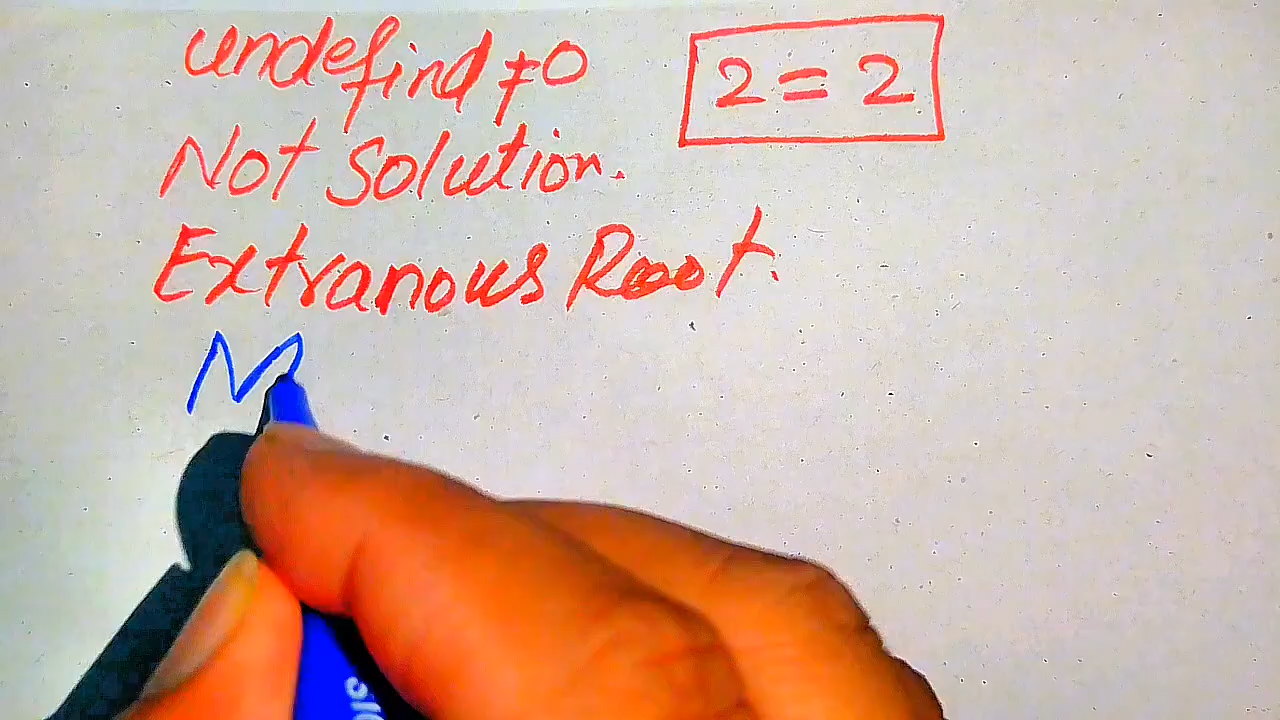 undefind ≠0
2 = 2
Not Solution.
Extranous Root.